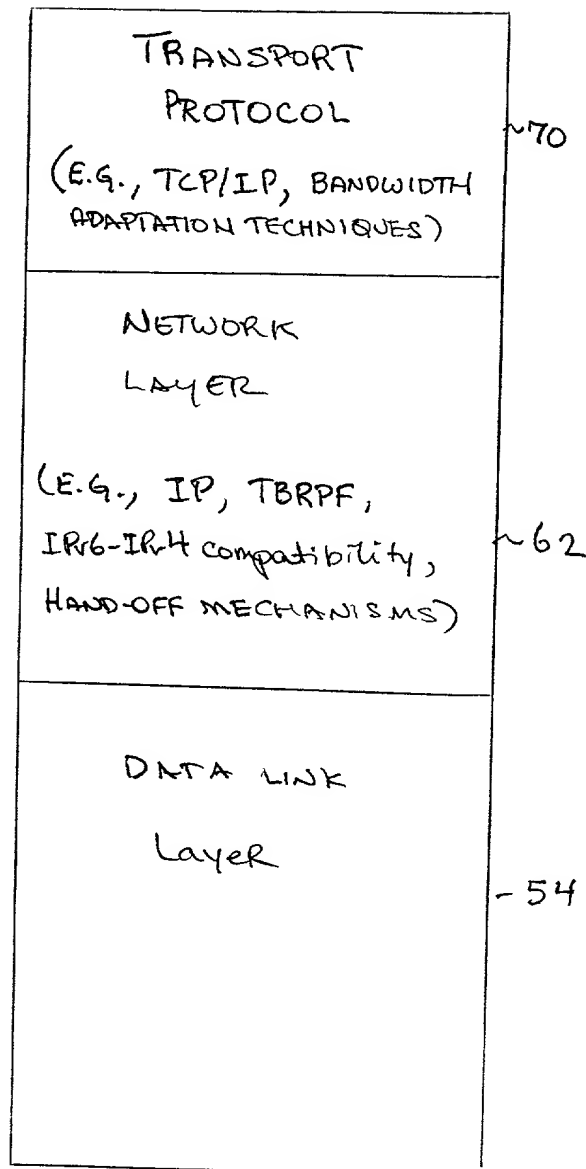 TRANSPORT
PROTOCOL
~70
(E.G., TCP/IP, BANDWIDTH
ADAPTATION TECHNIQUES)
NETWORK
LAYER
(E.G., IP, TBRPF,
IPv6-IPv4 compatibility,
~62
HAND-OFF MECHANISMS)
DATA LINK
LayeR
- 54